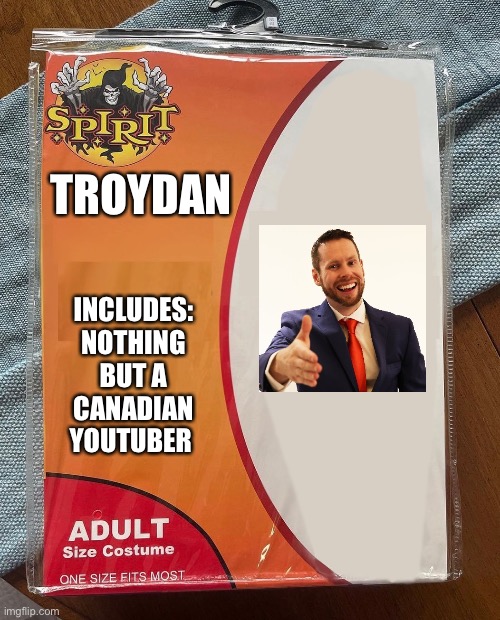 SPIRIT
TROYDAN
INCLUDES:
NOTHING
BUT A
CANADIAN
YOUTUBER
ADULT
Size Costume
ONE SIZE FITS MOST
imgflip.com